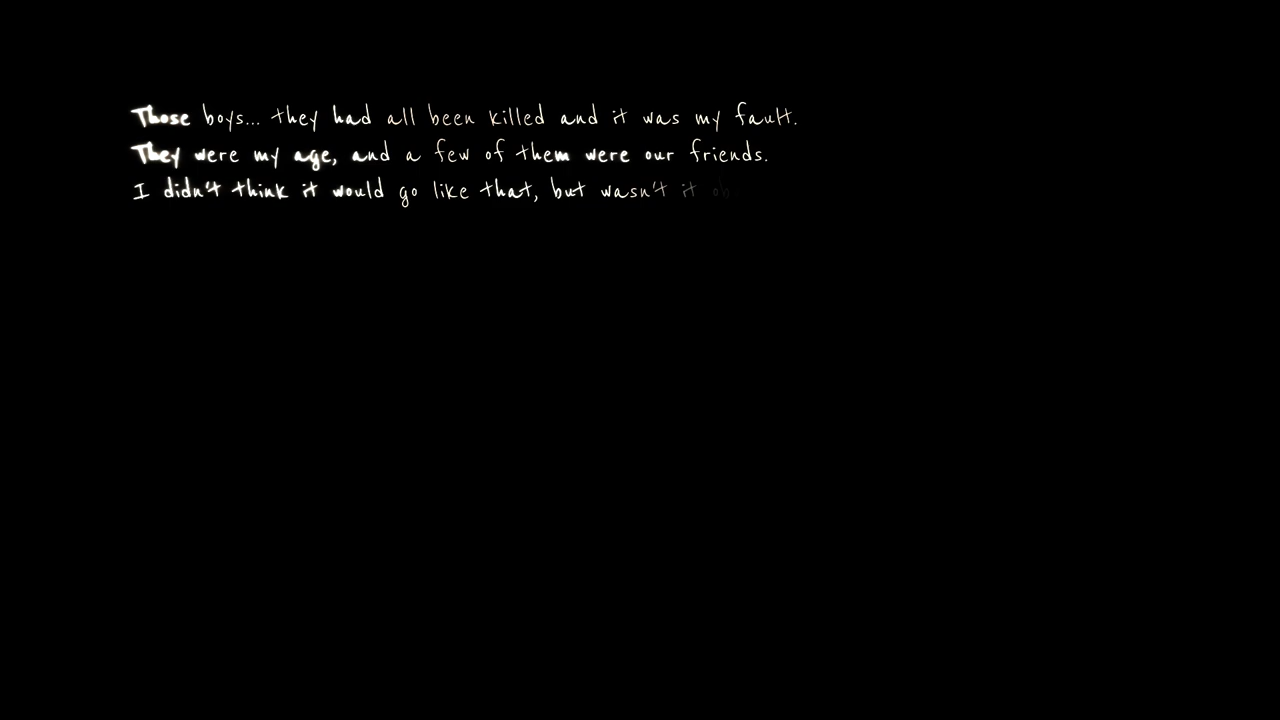 Those boys... they had all been killed and it was my fault.
They were my age, and a few of them were our friends.
I didn't think it would go like that, but wasn't it ob